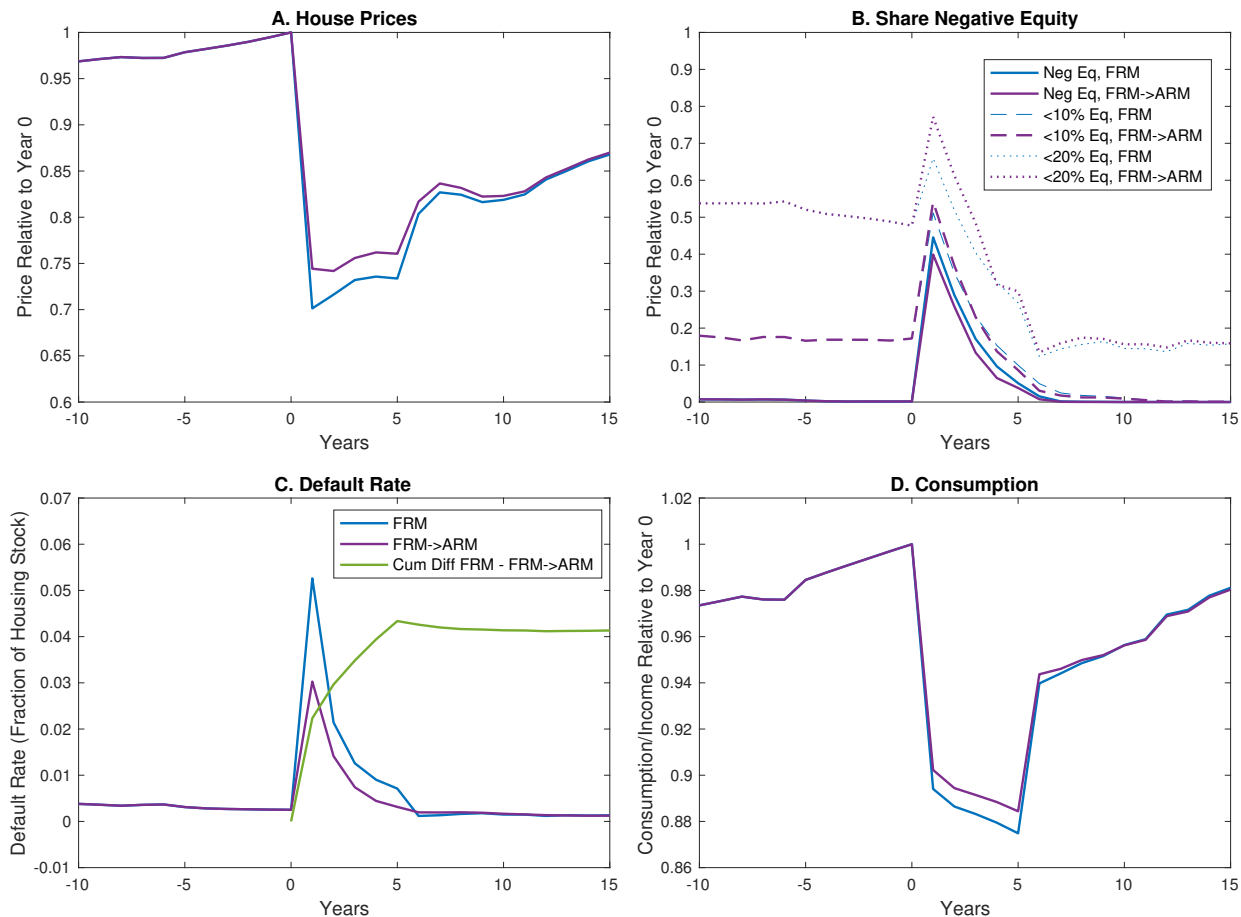 A. House Prices
Price Relative to Year 0
1
0.95
0.9
0.85
0.8
0.75
0.7
0.65
0.6
-10
-5
0
5
10
15
Years
B. Share Negative Equity
Price Relative to Year 0
1
0.9
0.8
0.7
0.6
0.5
0.4
0.3
0.2
0.1
0
Neg Eq, FRM
Neg Eq, FRM->ARM
<10% Eq, FRM
<10% Eq, FRM->ARM
<20% Eq, FRM
<20% Eq, FRM->ARM
-10
-5
0
5
10
15
Years
C. Default Rate
Default Rate (Fraction of Housing Stock)
0.07
0.06
0.05
0.04
0.03
0.02
0.01
0
-0.01
FRM
FRM->ARM
Cum Diff FRM - FRM->ARM
-10
-5
0
5
10
15
Years
D. Consumption
Consumption/Income Relative to Year 0
1.02
1
0.98
0.96
0.94
0.92
0.9
0.88
0.86
-10
-5
0
5
10
15
Years